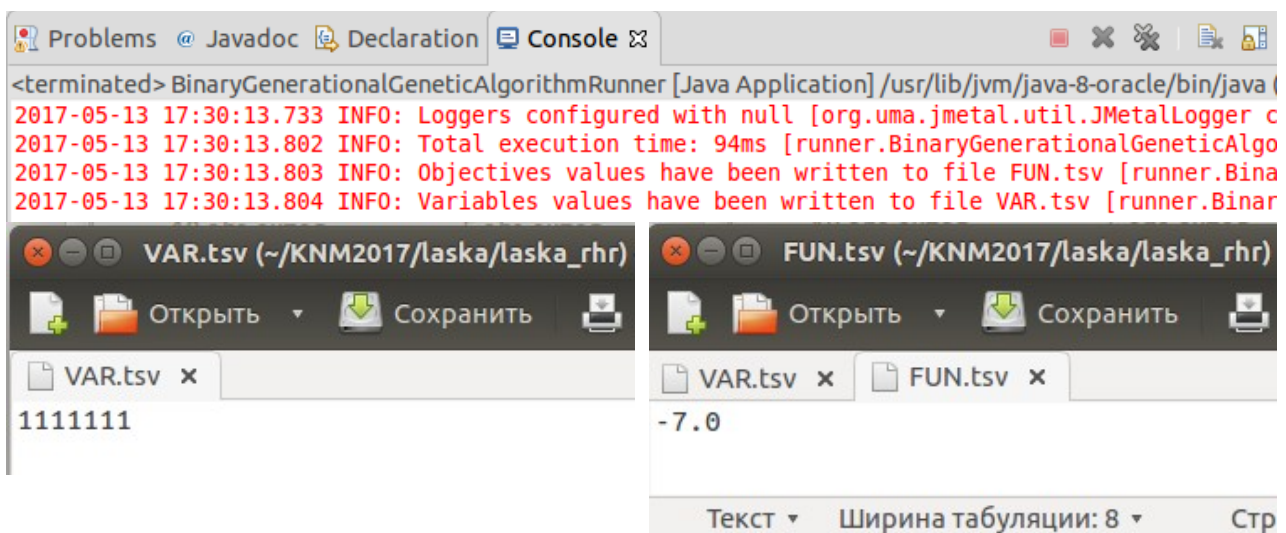 Problems @ Javadoc Declaration Console
<terminated> BinaryGenerationalGeneticAlgorithmRunner [Java Application] /usr/lib/jvm/java-8-oracle/bin/java (
2017-05-13 17:30:13.733 INFO: Loggers configured with null [org.uma.jmetal.util.JMetalLogger c
2017-05-13 17:30:13.802 INFO: Total execution time: 94ms [runner.BinaryGenerationalGeneticAlgo
2017-05-13 17:30:13.803 INFO: Objectives values have been written to file FUN.tsv [runner.Bina
2017-05-13 17:30:13.804 INFO: Variables values have been written to file VAR.tsv [runner.Binar
VAR.tsv (~/KNM2017/laska/laska_rhr)
Открыть Сохранить
VAR.tsv
1111111
FUN.tsv (~/KNM2017/laska/laska_rhr)
Открыть Сохранить
VAR.tsv FUN.tsv
-7.0
Текст Ширина табуляции: 8 Стр